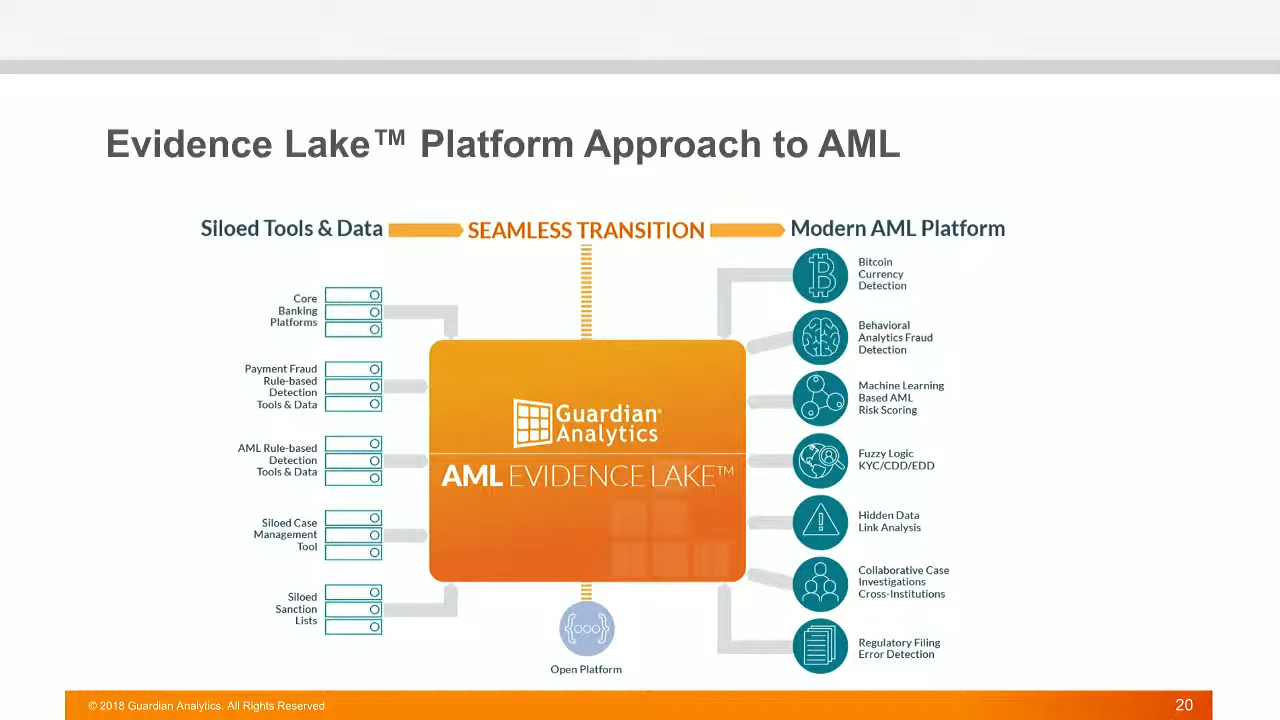 Evidence Lake™ Platform Approach to AML
Siloed Tools & Data
SEAMLESS TRANSITION
Modern AML Platform
Core
Banking
Platforms
Payment Fraud
Rule-based
Detection
Tools & Data
AML Rule-based
Detection
Tools & Data
Siloed Case
Management
Tool
Siloed
Sanction
Lists
Guardian®
Analytics
AML EVIDENCE LAKE™
Open Platform
Bitcoin
Currency
Detection
Behavioral
Analytics Fraud
Detection
Machine Learning
Based AML
Risk Scoring
Fuzzy Logic
KYC/CDD/EDD
Hidden Data
Link Analysis
Collaborative Case
Investigations
Cross-Institutions
Regulatory Filing
Error Detection
© 2018 Guardian Analytics. All Rights Reserved
20